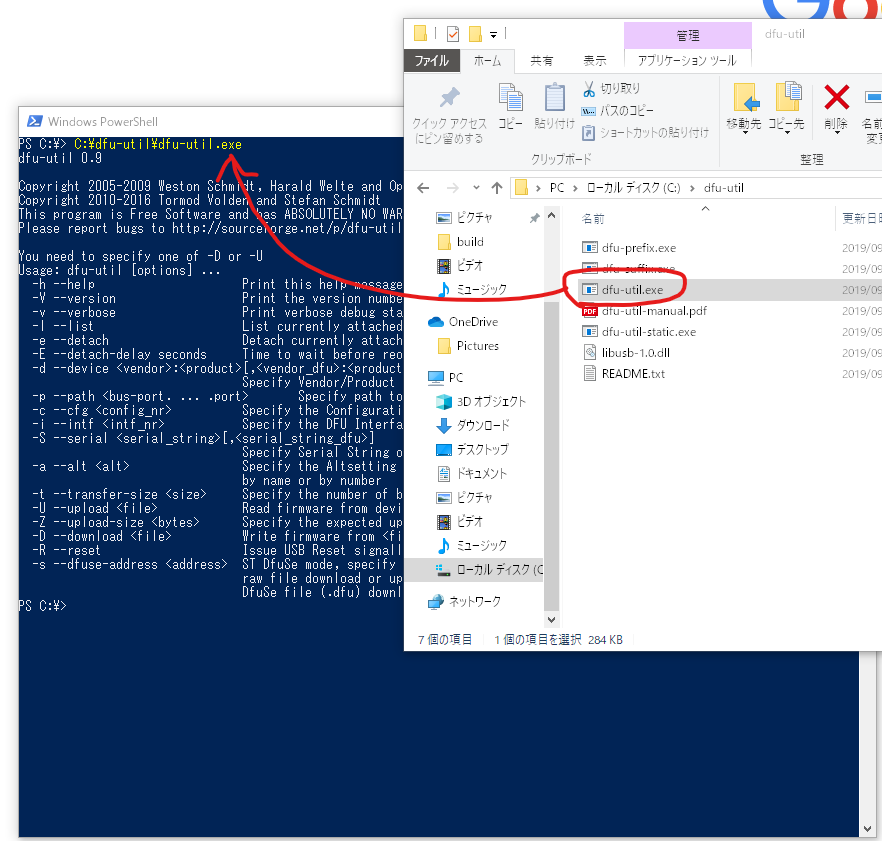 Goo
管理
dfu-util
ファイル
ホーム
共有
表示
アプリケーション ツール
クイック アクセス
にピン留めする
コピー
貼り付け
切り取り
パスのコピー
ショートカットの貼り付け
移動先
コピー先
削除
名前
変更
クリップボード
整理
PC
ローカル ディスク (C:)
dfu-util
ピクチャ
build
ビデオ
ミュージック
OneDrive
Pictures
PC
3D オブジェクト
ダウンロード
デスクトップ
ドキュメント
ピクチャ
ビデオ
ミュージック
ローカル ディスク (C
ネットワーク
名前
更新日
dfu-prefix.exe 2019/09
dfu-suffix.exe 2019/09
dfu-util.exe 2019/09
PDF dfu-util-manual.pdf 2019/09
dfu-util-static.exe 2019/09
libusb-1.0.dll 2019/09
README.txt 2019/09
7 個の項目
1 個の項目を選択 284 KB
Windows PowerShell
PS C:¥> C:¥dfu-util¥dfu-util.exe
dfu-util 0.9
Copyright 2005-2009 Weston Schmidt, Harald Welte and Op
Copyright 2010-2016 Tormod Volden and Stefan Schmidt
This program is Free Software and has ABSOLUTELY NO WAR
Please report bugs to http://sourceforge.net/p/dfu-util
You need to specify one of -D or -U
Usage: dfu-util [options] ...
-h --help Print this help message
-V --version Print the version numbe
-v --verbose Print verbose debug sta
-l --list List currently attached
-e --detach Detach currently attach
-E --detach-delay seconds Time to wait before reo
-d --device <vendor>:<product>[,<vendor_dfu>:<product
Specify Vendor/Product
-p --path <bus-port. ... .port> Specify path to
-c --cfg <config_nr> Specify the Configurati
-i --intf <intf_nr> Specify the DFU Interfa
-S --serial <serial_string>[,<serial_string_dfu>]
Specify Serial String o
-a --alt <alt> Specify the Altsetting
by name or by number
-t --transfer-size <size> Specify the number of b
-U --upload <file> Read firmware from devi
-Z --upload-size <bytes> Specify the expected up
-D --download <file> Write firmware from <fi
-R --reset Issue USB Reset signall
-s --dfuse-address <address> ST DfuSe mode, specify
raw file download or up
DfuSe file (.dfu) downl
PS C:¥>